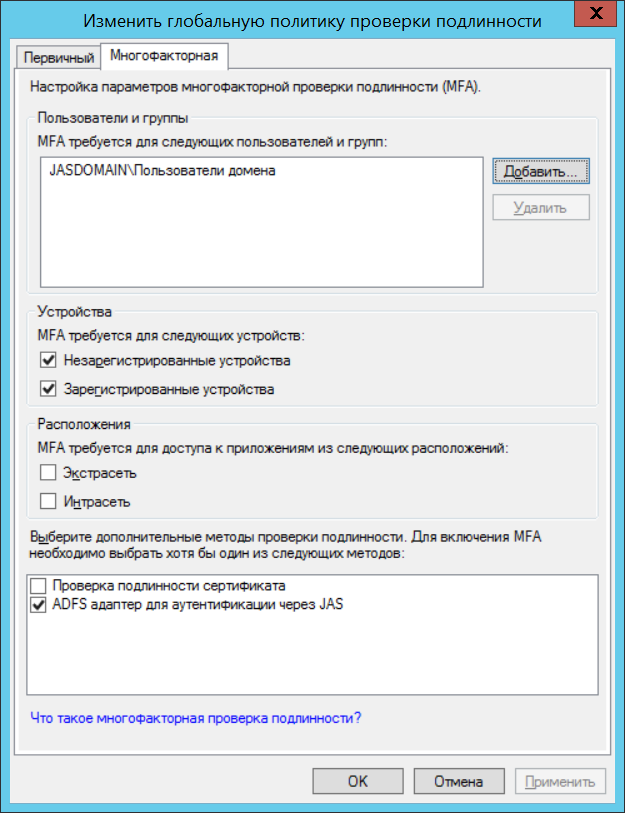 Изменить глобальную политику проверки подлинности
X
Первичный
Многофакторная
Настройка параметров многофакторной проверки подлинности (MFA).
Пользователи и группы
MFA требуется для следующих пользователей и групп:
JASDOMAIN\Пользователи домена
Добавить...
Удалить
Устройства
MFA требуется для следующих устройств:
Незарегистрированные устройства
Зарегистрированные устройства
Расположения
MFA требуется для доступа к приложениям из следующих расположений:
Экстрасеть
Интрасеть
Выберите дополнительные методы проверки подлинности. Для включения MFA
необходимо выбрать хотя бы один из следующих методов:
Проверка подлинности сертификата
ADFS адаптер для аутентификации через JAS
Что такое многофакторная проверка подлинности?
OK
Отмена
Применить